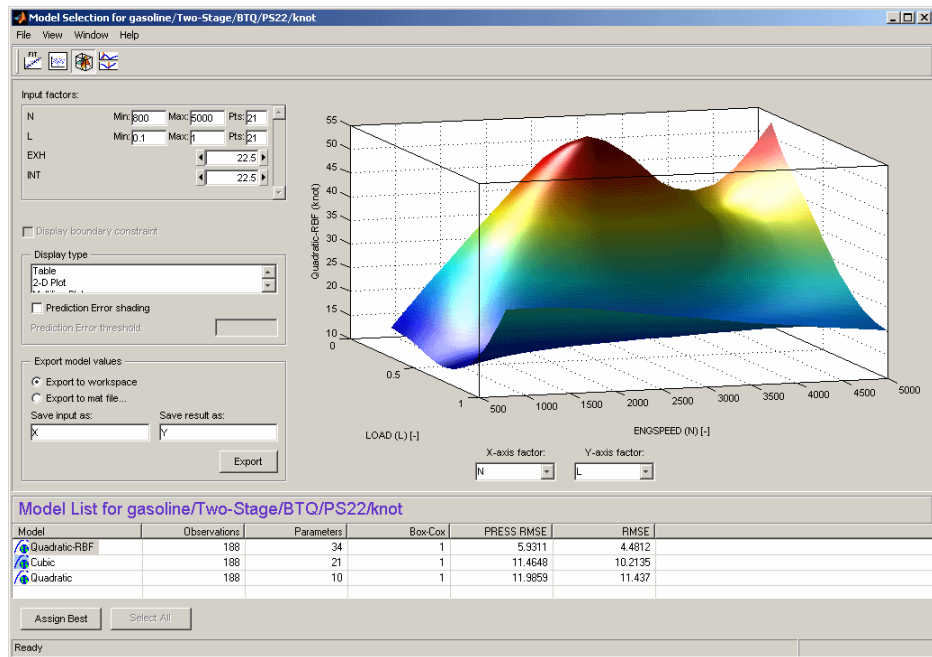 Model Selection for gasoline/Two-Stage/BTQ/PS22/knot
File View Window Help
FIT
Input factors:
N Min: 800 Max: 5000 Pts: 21
L Min: 0.1 Max: 1 Pts: 21
EXH 22.5
INT 22.5
Display boundary constraint
Display type
Table
2-D Plot
Prediction Error shading
Prediction Error threshold:
Export model values
Export to workspace
Export to mat file...
Save input as: Save result as:
X Y
Export
Quadratic-RBF (knot)
55
50
45
40
35
30
25
20
15
10
0
0.5
1
500 1000 1500 2000 2500 3000 3500 4000 4500 5000
LOAD (L) [-]
ENGSPEED (N) [-]
X-axis factor: Y-axis factor:
N L
Model List for gasoline/Two-Stage/BTQ/PS22/knot
Model Observations Parameters Box-Cox PRESS RMSE RMSE
Quadratic-RBF 188 34 1 5.9311 4.4812
Cubic 188 21 1 11.4648 10.2135
Quadratic 188 10 1 11.9859 11.437
Assign Best Select All
Ready